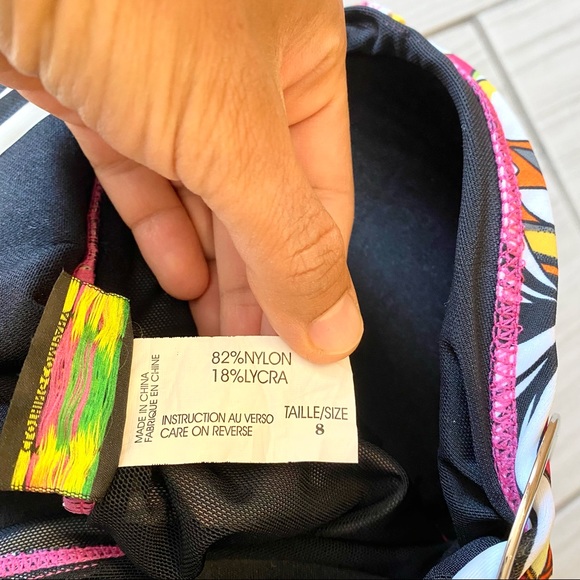 82%NYLON
18%LYCRA
MADE IN CHINA
FABRIQUE EN CHINE
INSTRUCTION AU VERSO
CARE ON REVERSE
TAILLE/SIZE
8